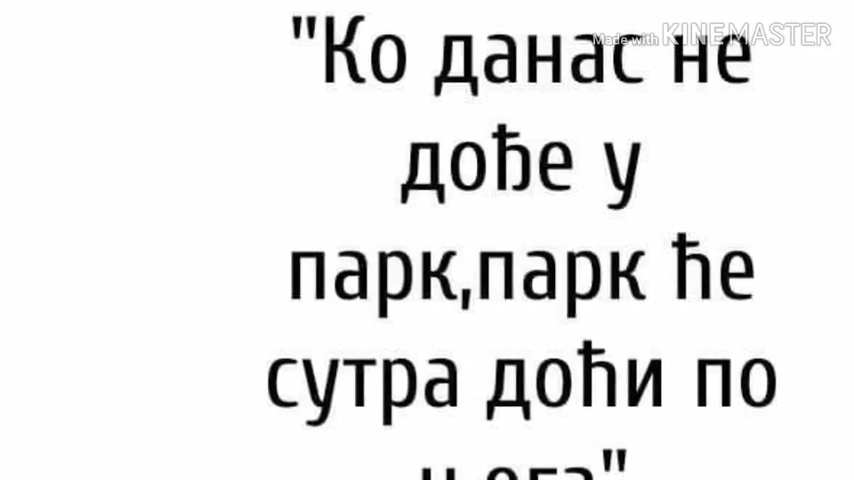 Made with KINEMASTER
"Ко данас не
дође у
парк,парк ће
сутра доћи по